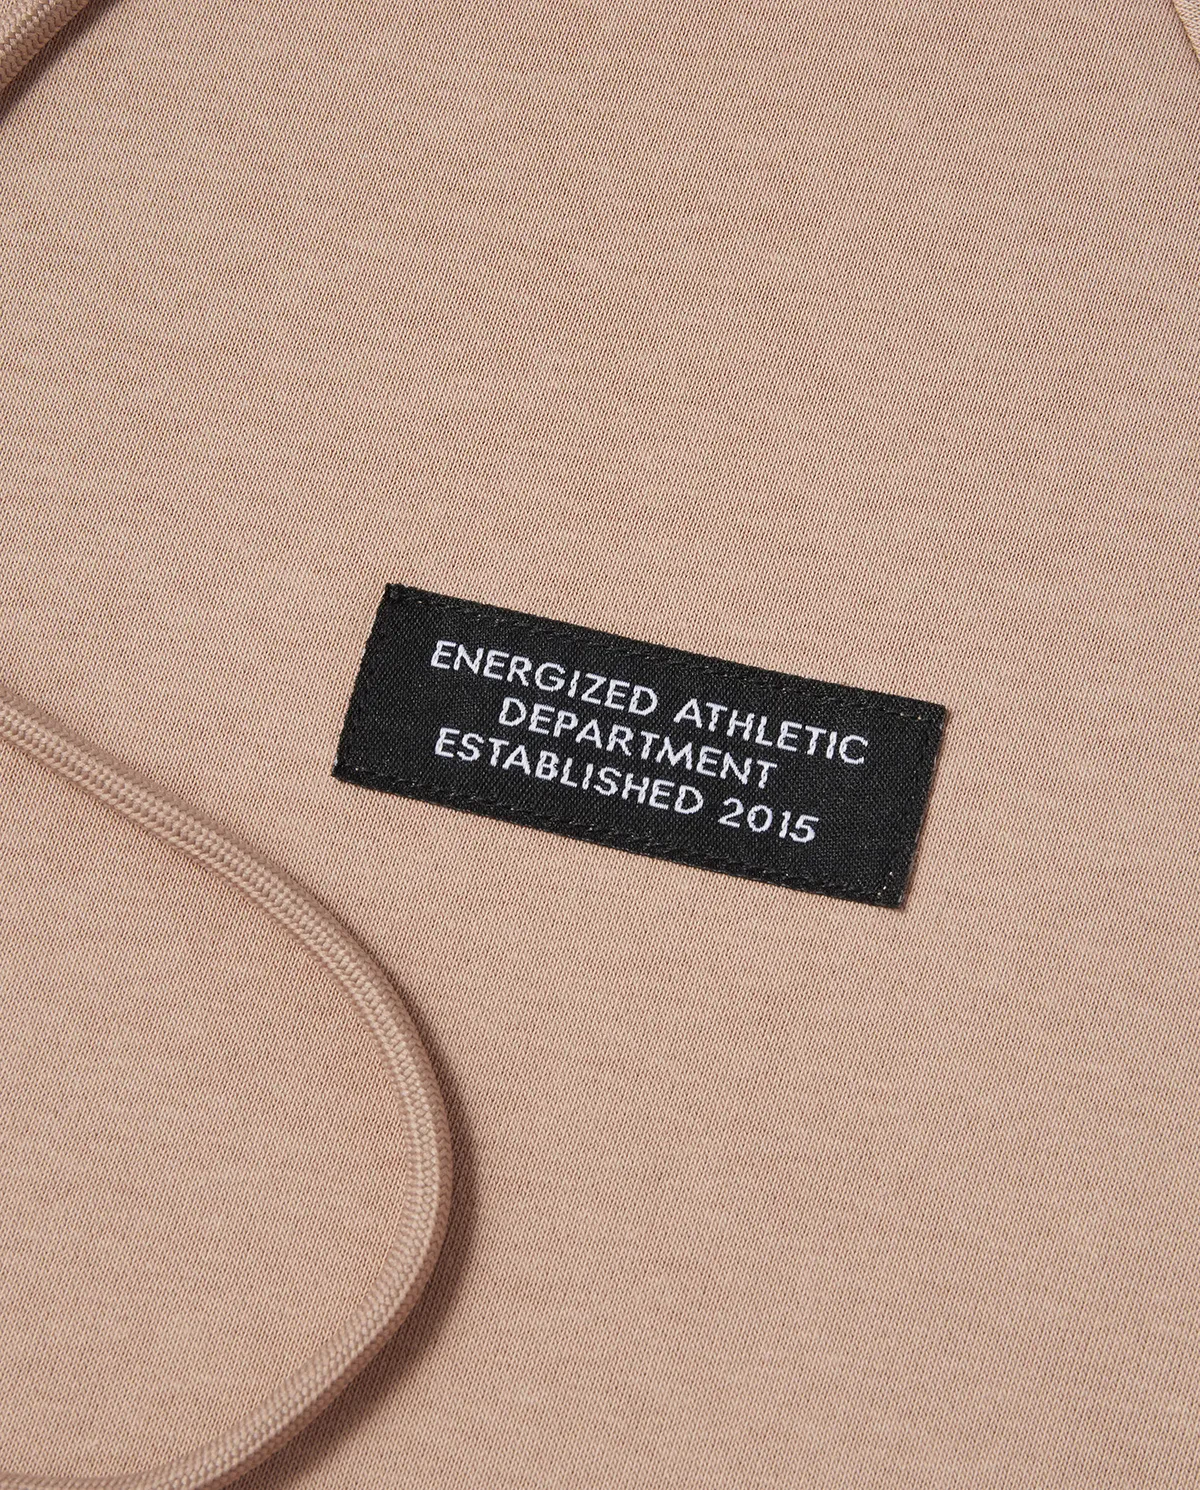 ENERGIZED ATHLETIC
DEPARTMENT
ESTABLISHED 2015